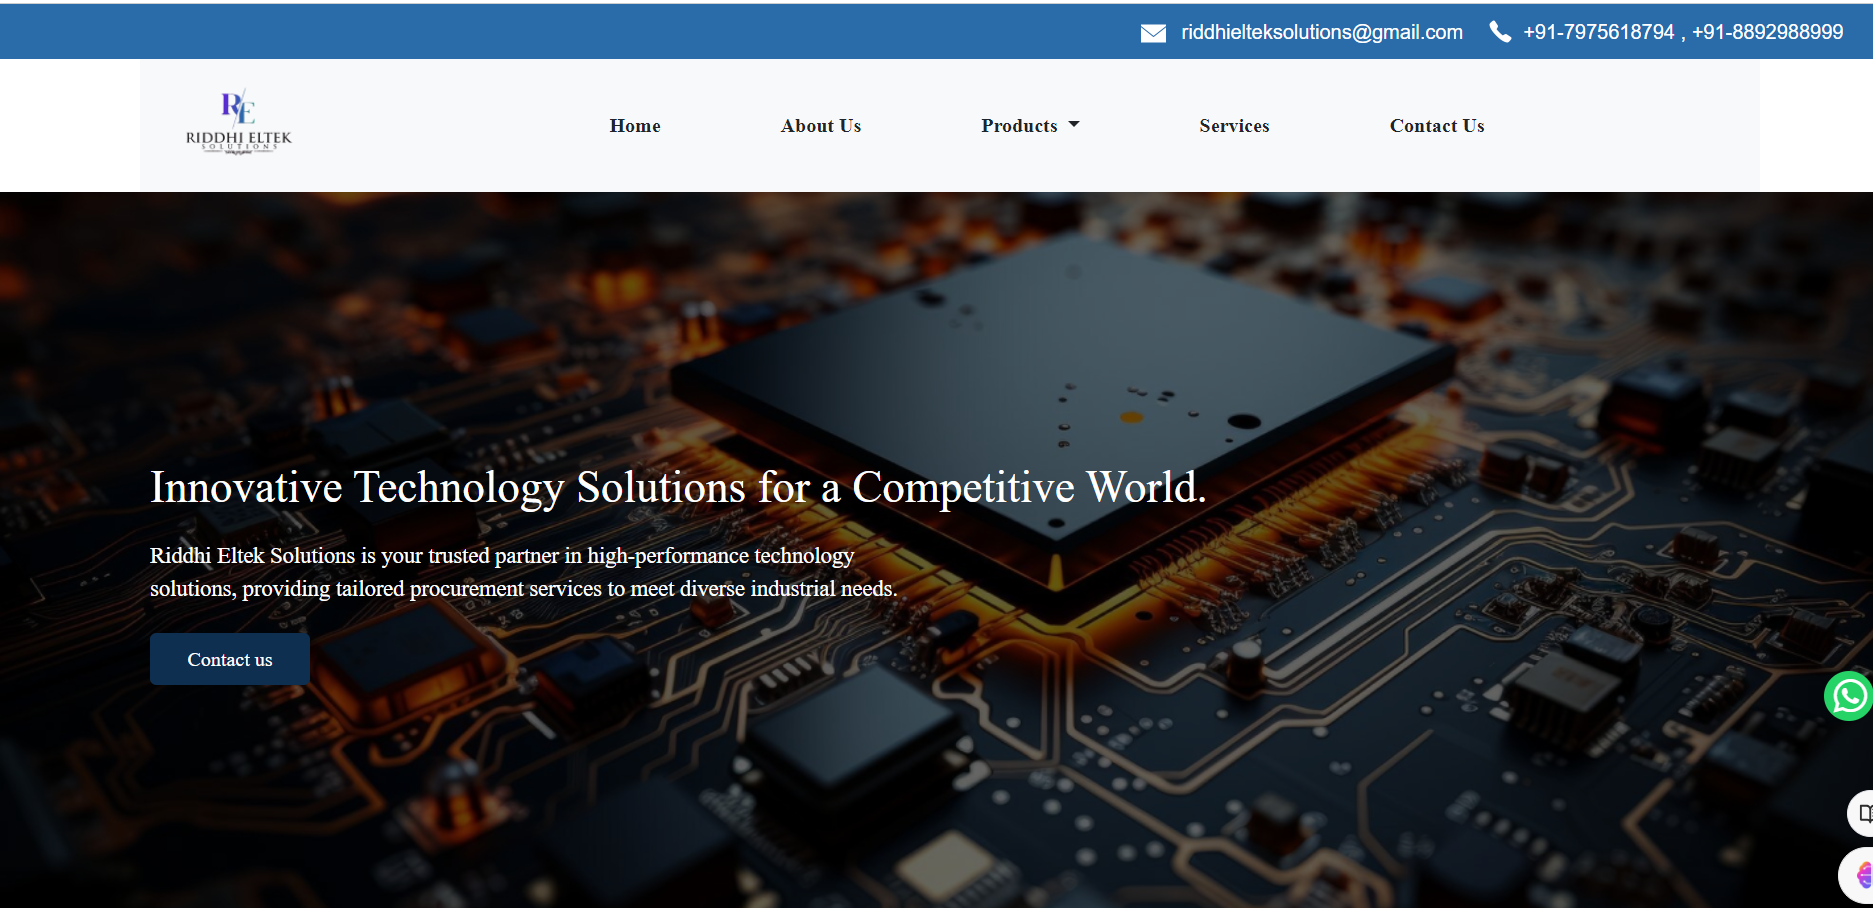 riddhielteksolutions@gmail.com +91-7975618794 , +91-8892988999
RE
RIDDHI ELTEK
SOLUTIONS
Home About Us Products Services Contact Us
Innovative Technology Solutions for a Competitive World.
Riddhi Eltek Solutions is your trusted partner in high-performance technology
solutions, providing tailored procurement services to meet diverse industrial needs.
Contact us